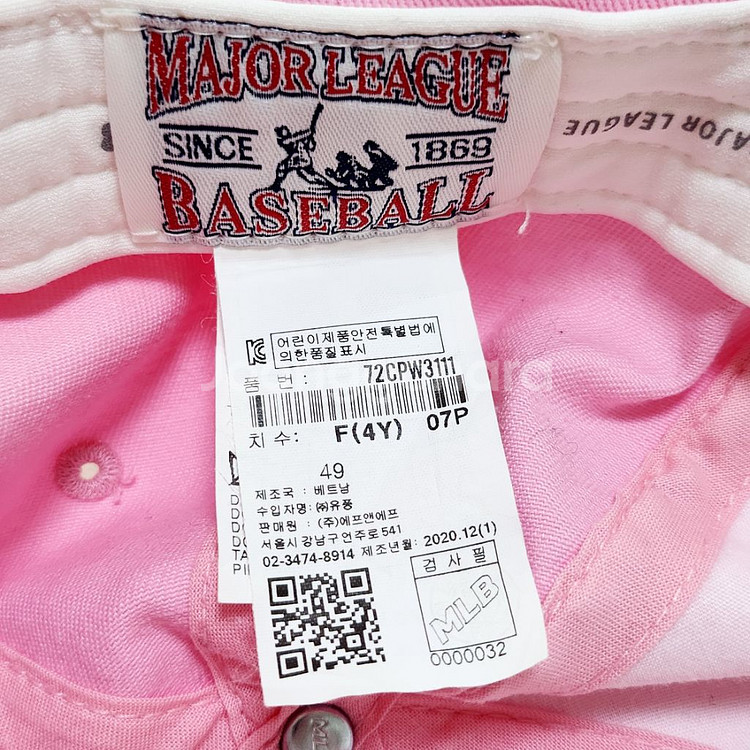 MAJOR LEAGUE
SINCE 1869
BASEBALL
AJOR LEAGUE
어린이제품안전특별법에
의한품질표시
품 번: 72CPW3111
치 수: F(4Y) 07P
49
제조국 : 베트남
수입자명: ㈜유풍
판매원 : (주)에프앤에프
서울시 강남구 언주로 541
02-3474-8914 제조년월: 2020.12(1)
검 사 필
MLB
0000032
MLB